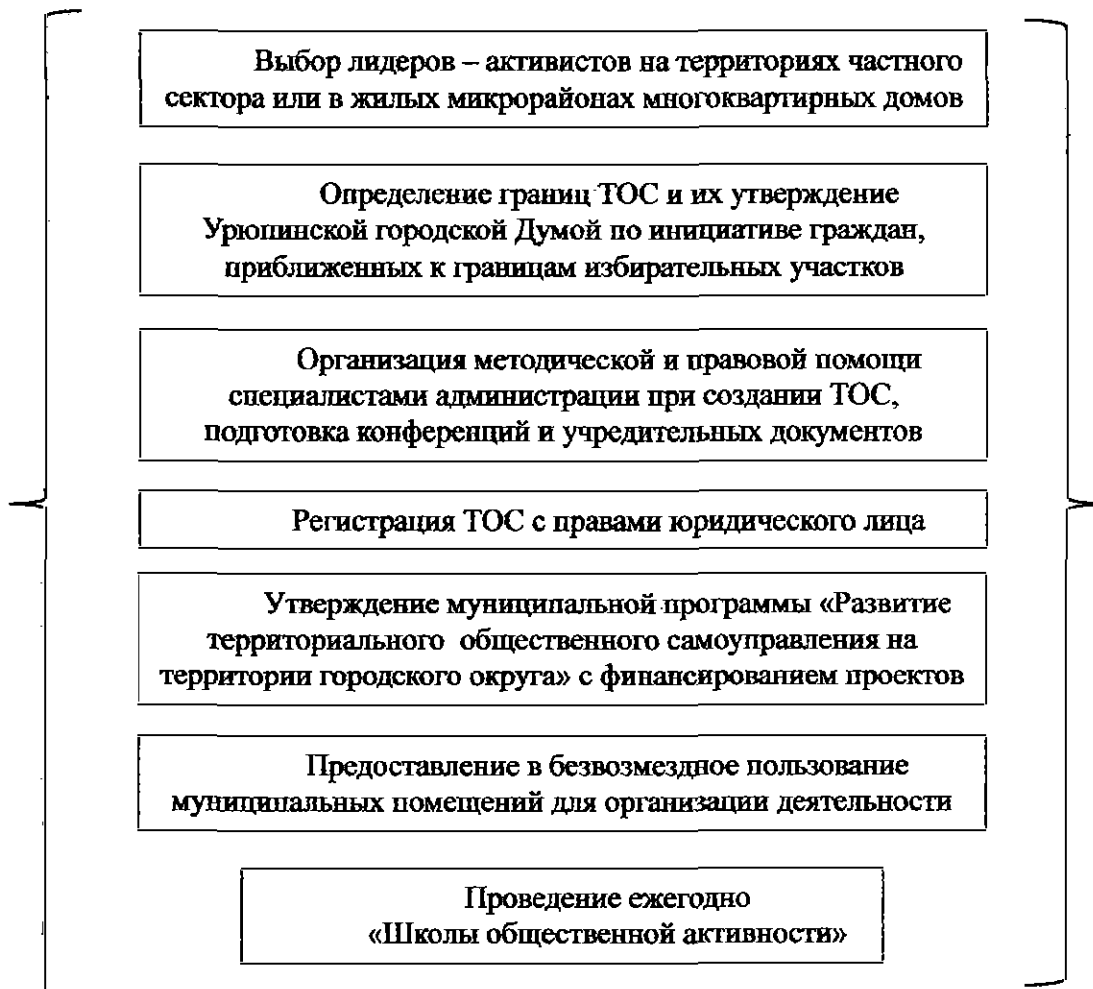 Выбор лидеров – активистов на территориях частного
сектора или в жилых микрорайонах многоквартирных домов
Определение границ ТОС и их утверждение
Урюпинской городской Думой по инициативе граждан,
приближенных к границам избирательных участков
Организация методической и правовой помощи
специалистами администрации при создании ТОС,
подготовка конференций и учредительных документов
Регистрация ТОС с правами юридического лица
Утверждение муниципальной программы «Развитие
территориального общественного самоуправления на
территории городского округа» с финансированием проектов
Предоставление в безвозмездное пользование
муниципальных помещений для организации деятельности
Проведение ежегодно
«Школы общественной активности»